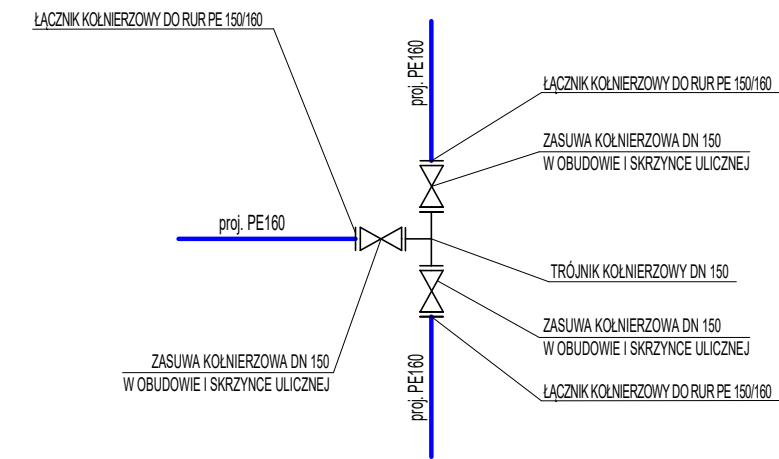 ŁĄCZNIK KOŁNIERZOWY DO RUR PE 150/160
proj. PE160
ŁĄCZNIK KOŁNIERZOWY DO RUR PE 150/160
ZASUWA KOŁNIERZOWA DN 150
W OBUDOWIE I SKRZYNCE ULICZNEJ
proj. PE160
TRÓJNIK KOŁNIERZOWY DN 150
ZASUWA KOŁNIERZOWA DN 150
W OBUDOWIE I SKRZYNCE ULICZNEJ
ZASUWA KOŁNIERZOWA DN 150
W OBUDOWIE I SKRZYNCE ULICZNEJ
proj. PE160
ŁĄCZNIK KOŁNIERZOWY DO RUR PE 150/160